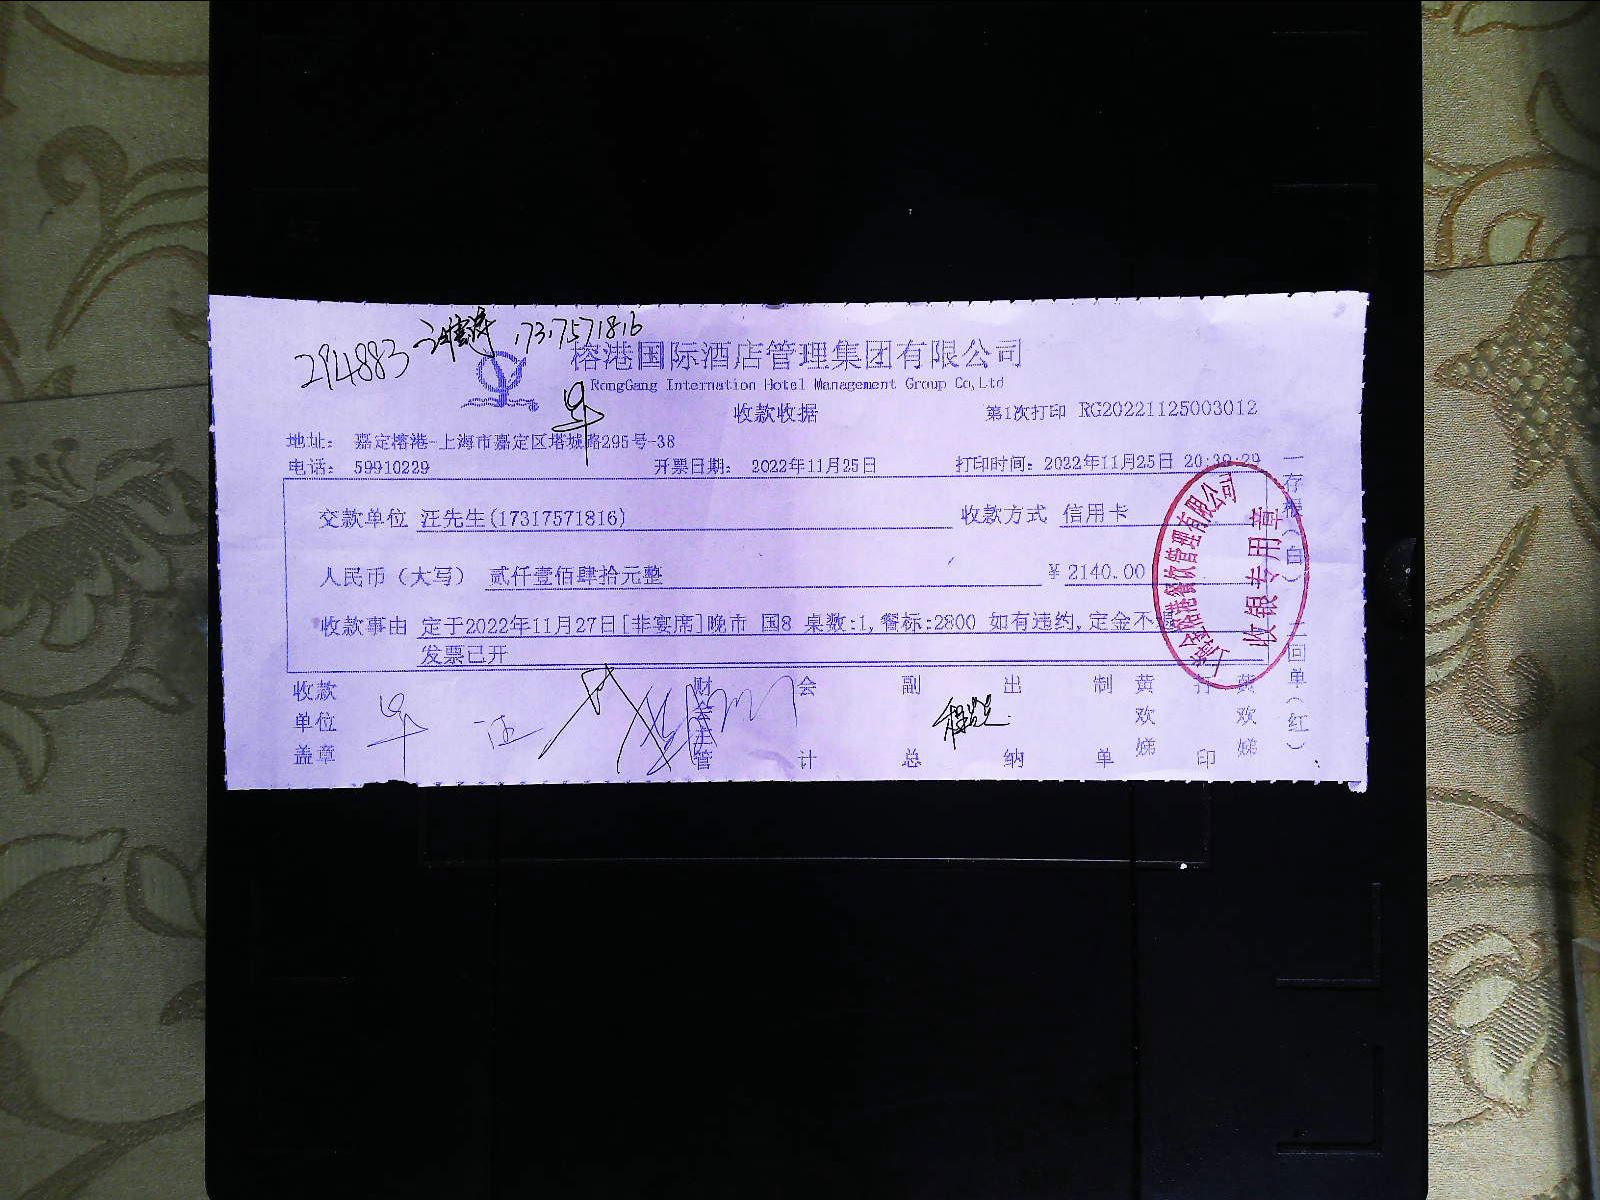 294883 17317571816
榕港国际酒店管理集团有限公司
RongGang Internation Hotel Management Group Co,Ltd
收款收据 第1次打印 RG20221125003012
地址: 嘉定榕港-上海市嘉定区塔城路295号-38
电话: 59910229 开票日期: 2022年11月25日 打印时间: 2022年11月25日 20:39:29
交款单位 汪先生(17317571816) 收款方式 信用卡
人民币(大写) 贰仟壹佰肆拾元整 ¥2140.00
收款事由 定于2022年11月27日[非宴席]晚市 国8 桌数:1,餐标:2800 如有违约,定金不
发票已开
收款单位盖章 财会主管 会计 副总 出纳 制单 黄欢娣 打印 黄欢娣
一存根(白) 二回单(红)
收银专用章